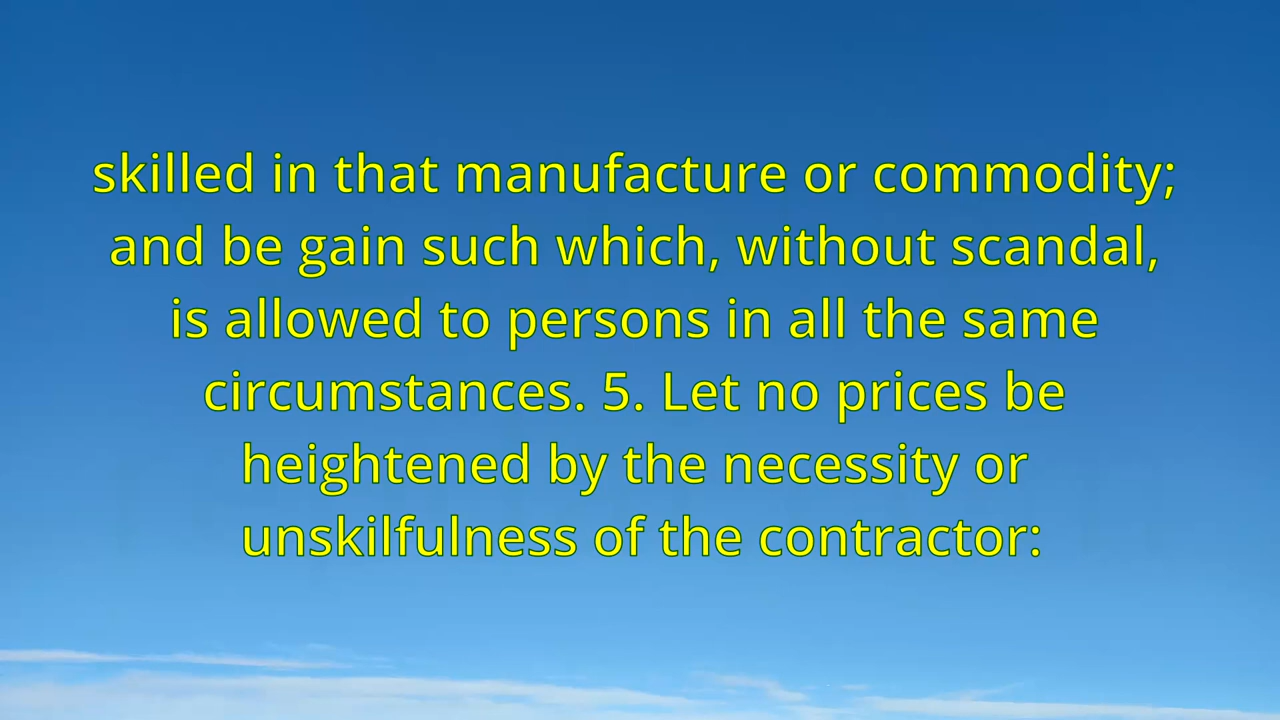 skilled in that manufacture or commodity;
and be gain such which, without scandal,
is allowed to persons in all the same
circumstances. 5. Let no prices be
heightened by the necessity or
unskilfulness of the contractor: